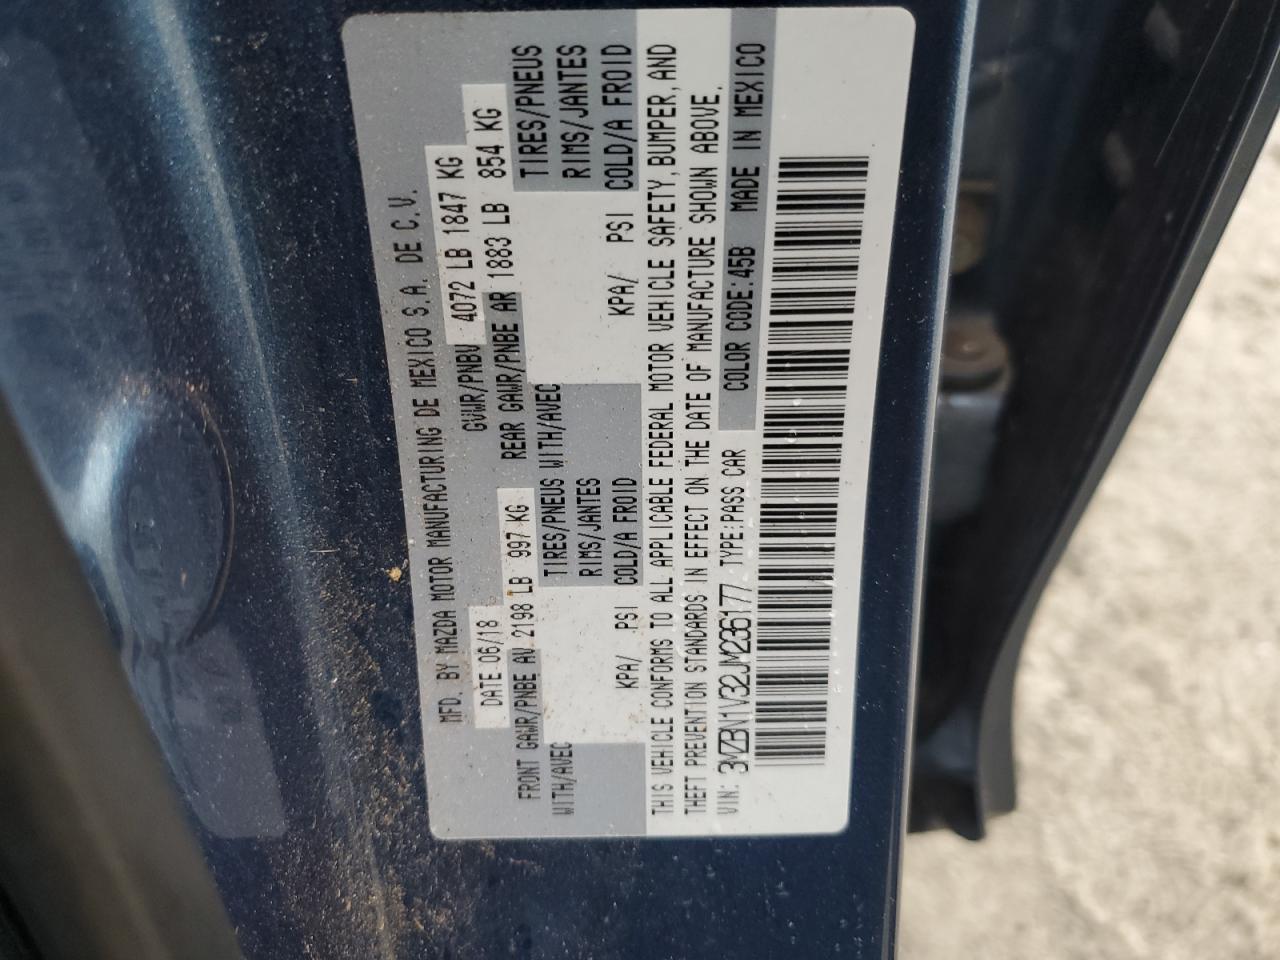 MFD. BY MAZDA MOTOR MANUFACTURING DE MEXICO S.A. DE C.V.
DATE 06/18 GVWR/PNBV 4072 LB 1847 KG
FRONT GAWR/PNBE AV 2198 LB 997 KG REAR GAWR/PNBE AR 1883 LB 854 KG
WITH/AVEC TIRES/PNEUS WITH/AVEC TIRES/PNEUS
RIMS/JANTES RIMS/JANTES
KPA/ PSI COLD/A FROID KPA/ PSI COLD/A FROID
THIS VEHICLE CONFORMS TO ALL APPLICABLE FEDERAL MOTOR VEHICLE SAFETY, BUMPER, AND
THEFT PREVENTION STANDARDS IN EFFECT ON THE DATE OF MANUFACTURE SHOWN ABOVE.
VIN: 3MZBN1V32JM236177 TYPE:PASS CAR COLOR CODE:45B MADE IN MEXICO